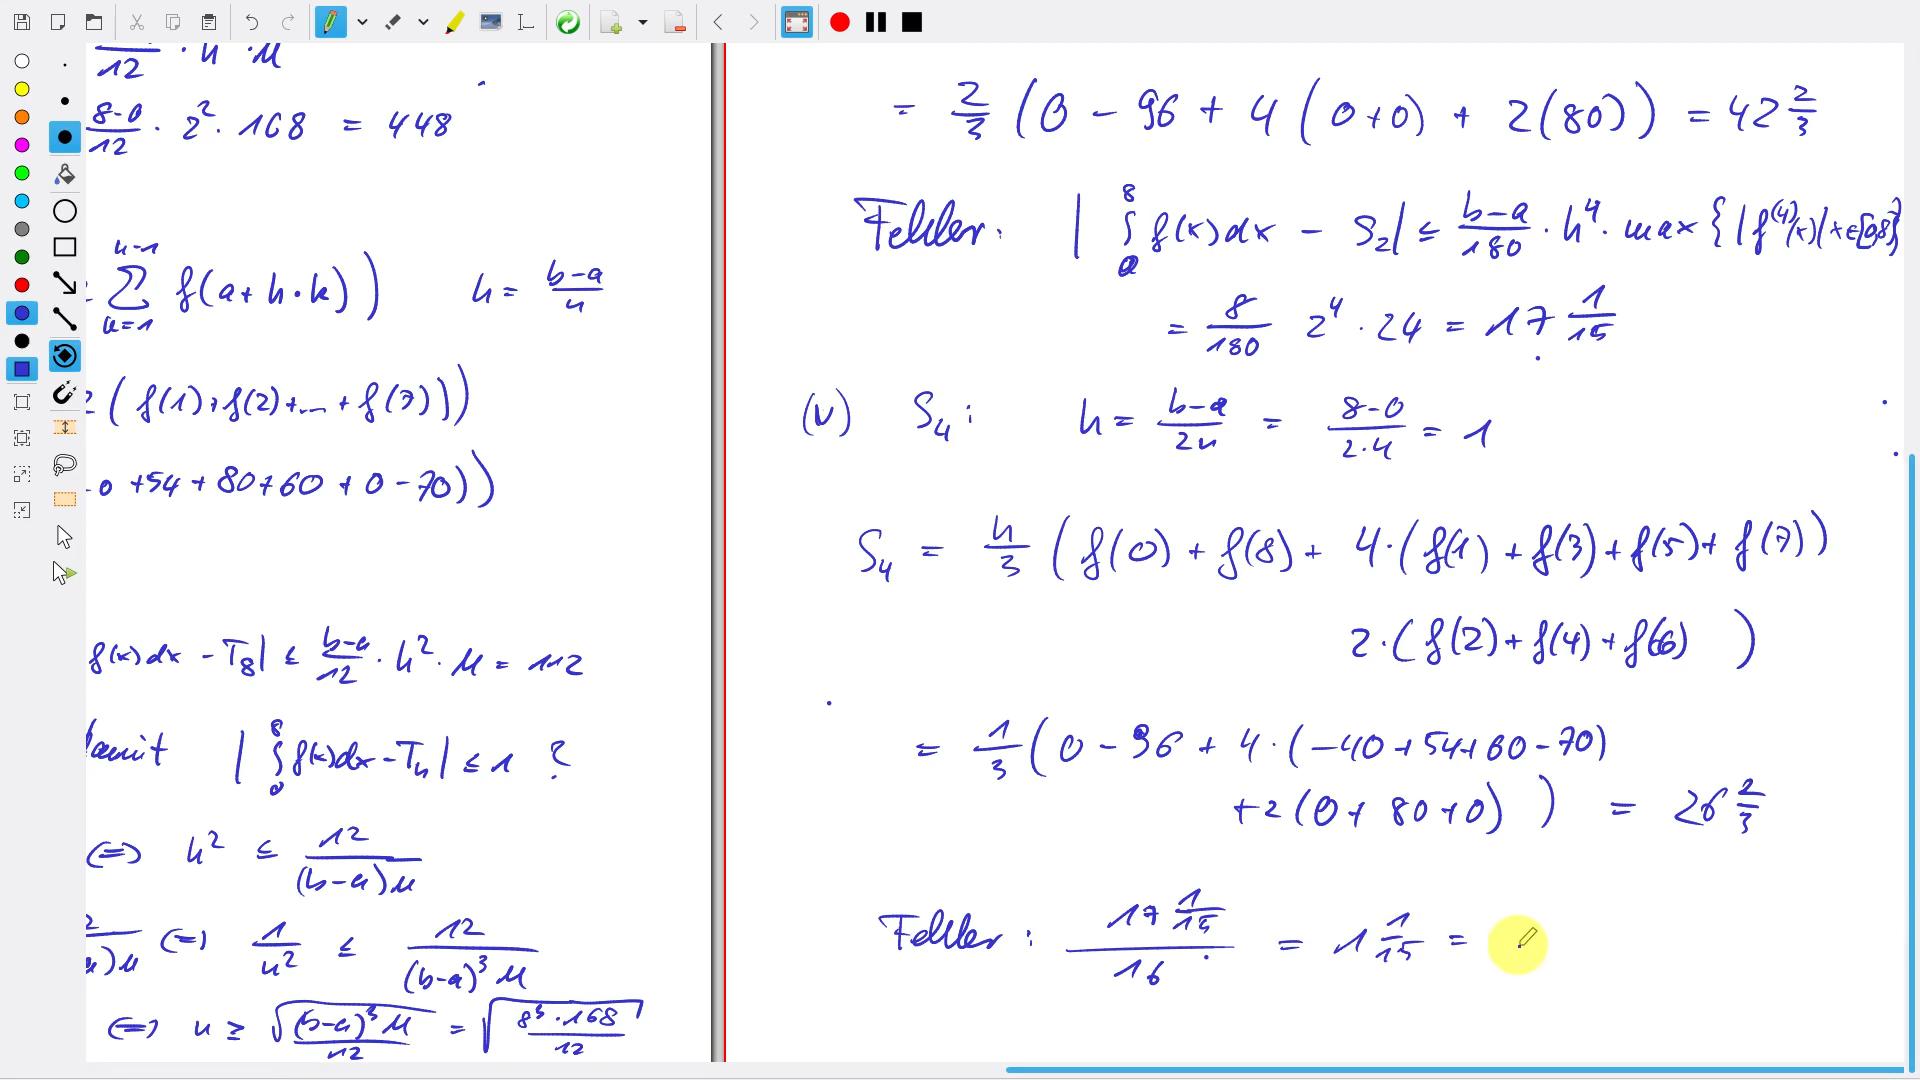 /12 · h · M
8-0/12 · 2² · 168 = 448
n-1 ∑ k=1 f(a+h·k)) h = b-a/n
(f(1)+f(2)+...+f(7)))
0 +54+80+60+0-70))
f(x)dx - T₈| ≤ b-a/12 · h² · M = 112
damit |∫₀⁸ f(x)dx - Tₙ| ≤ 1 ?
(=) h² ≤ 12/(b-a)M
(=) 1/n² ≤ 12/(b-a)³M
(=) n ≥ √((b-a)³M/12) = √(8³·168/12)
= 2/3 (0 - 96 + 4 (0+0) + 2(80)) = 42 2/3
Fehler: |∫₀⁸ f(x)dx - S₂| ≤ b-a/180 · h⁴ · max{|f⁽⁴⁾(x)| x∈[0,8]}
= 8/180 2⁴ · 24 = 17 1/15
(V) S₄: h = b-a/2n = 8-0/2·4 = 1
S₄ = h/3 (f(0) + f(8) + 4·(f(1)+f(3)+f(5)+f(7))
2·(f(2)+f(4)+f(6) )
= 1/3 (0 - 96 + 4·(-40+54+60-70)
+2(0+80+0) ) = 26 2/3
Fehler: 17 1/15 / 16 = 1 1/15 =